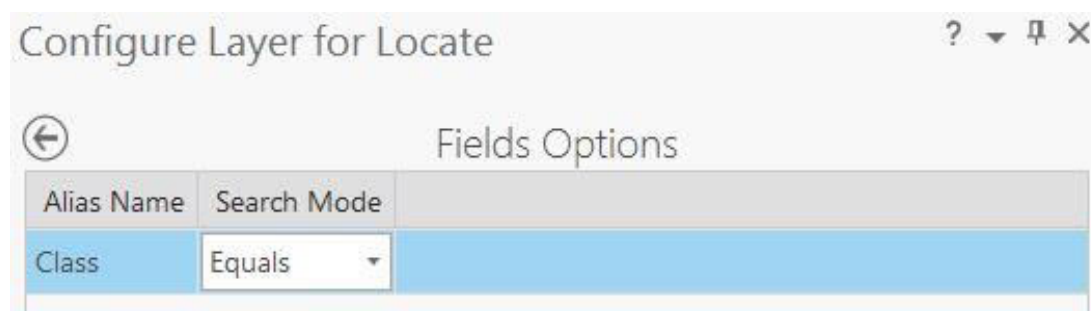 Configure Layer for Locate ?
Fields Options
Alias Name Search Mode
Class Equals